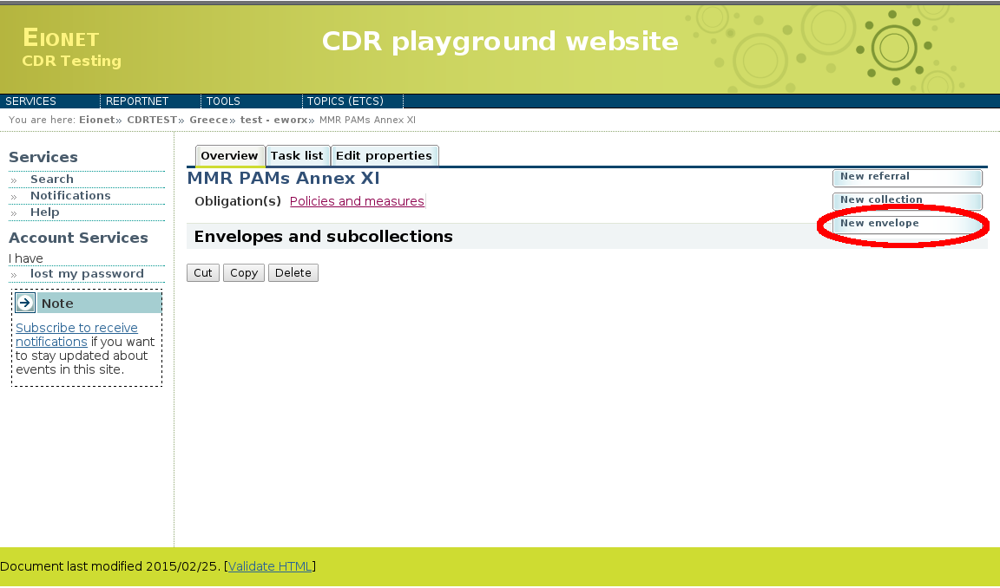 EIONET
CDR Testing
CDR playground website
SERVICES REPORTNET TOOLS TOPICS (ETCS)
You are here: Eionet» CDRTEST» Greece» test - eworx» MMR PAMs Annex XI
Services
» Search
» Notifications
» Help
Account Services
I have
» lost my password
Note
Subscribe to receive
notifications if you want
to stay updated about
events in this site.
Overview Task list Edit properties
MMR PAMs Annex XI
New referral
New collection
New envelope
Obligation(s) Policies and measures
Envelopes and subcollections
Cut Copy Delete
Document last modified 2015/02/25. [Validate HTML]